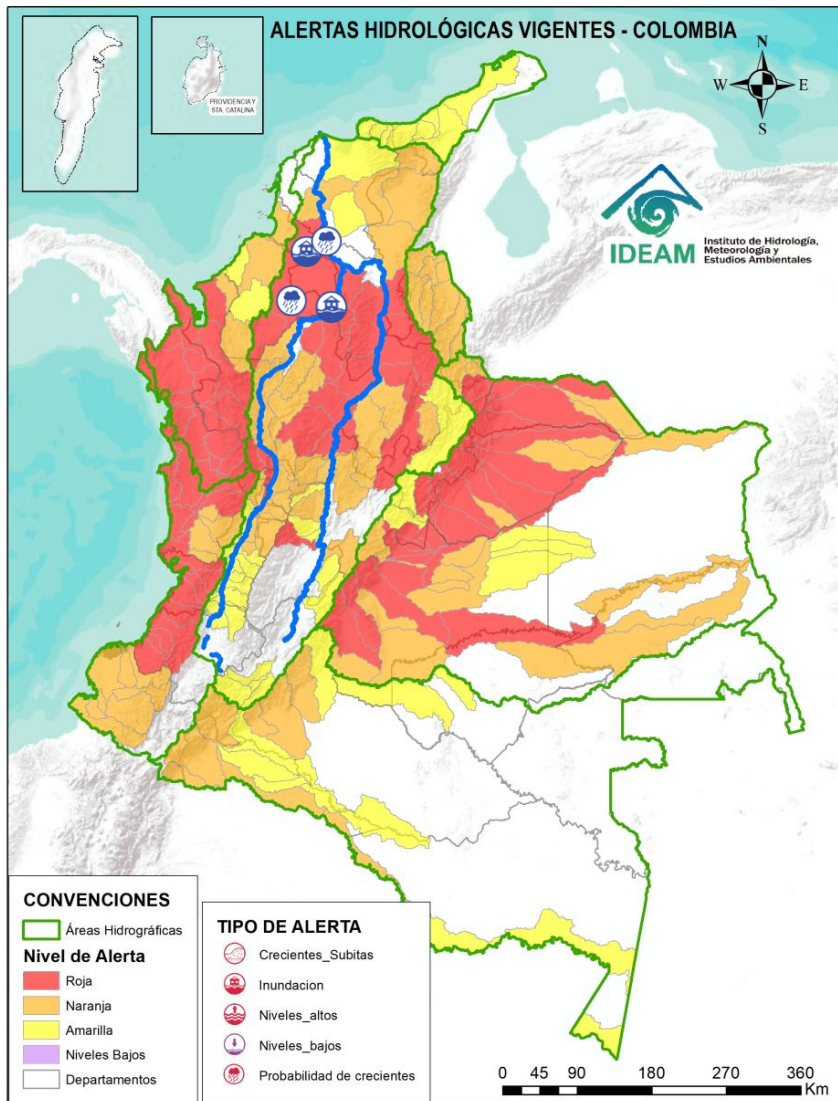 ALERTAS HIDROLÓGICAS VIGENTES - COLOMBIA
PROVIDENCIA Y
STA. CATALINA
N
W
E
S
IDEAM
Instituto de Hidrología,
Meteorología y
Estudios Ambientales
CONVENCIONES
Áreas Hidrográficas
Nivel de Alerta
Roja
Naranja
Amarilla
Niveles Bajos
Departamentos
TIPO DE ALERTA
Crecientes_Subitas
Inundacion
Niveles_altos
Niveles_bajos
Probabilidad de crecientes
0 45 90 180 270 360
Km